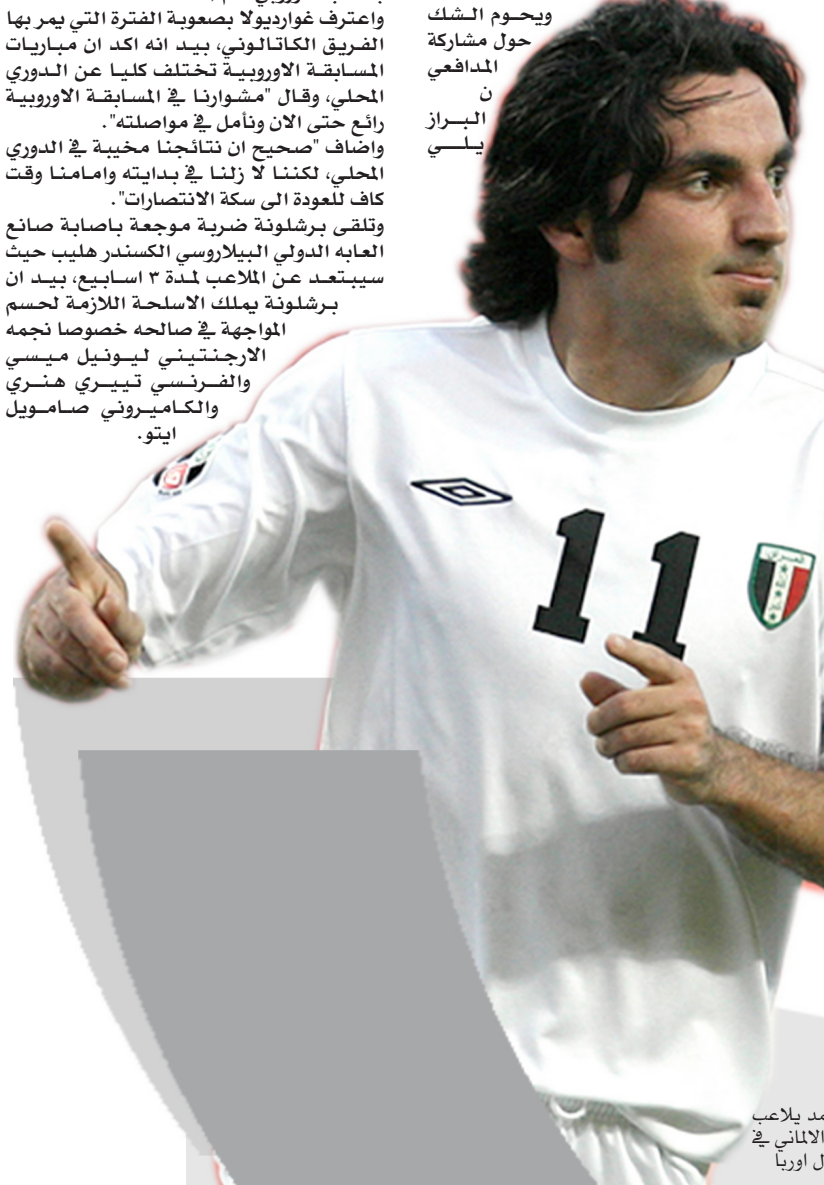 واعترف غوارديولا بصعوبة الفترة التي يمر بها
الفريق الكاتالوني، بيد انه اكد ان مباريات
المسابقة الاوروبية تختلف كليا عن الدوري
المحلي، وقال "مشوارنا في المسابقة الاوروبية
رائع حتى الان ونأمل في مواصلته".
واضاف "صحيح ان نتائجنا مخيبة في الدوري
المحلي، لكننا لا زلنا في بدايته وامامنا وقت
كاف للعودة الى سكة الانتصارات".
وتلقى برشلونة ضربة موجعة باصابة صانع
العابه الدولي البيلاروسي الكسندر هليب حيث
سيبتعد عن الملاعب لمدة ٣ اسابيع، بيد ان
برشلونة يملك الاسلحة اللازمة لحسم
المواجهة في صالحه خصوصا نجمه
الارجنتيني ليونيل ميسي
والفرنسي تييري هنري
والكاميروني صامويل
ايتو.
ويحوم الشك
حول مشاركة
المدافعي
ن
البراز
يلي
11
العراق
مد يلاعب
الالماني في
ل اوربا